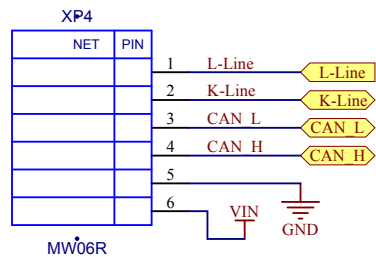 XP4
NET PIN
1 L-Line L-Line
2 K-Line K-Line
3 CAN_L CAN_L
4 CAN_H CAN_H
5
6 VIN
GND
MW06R